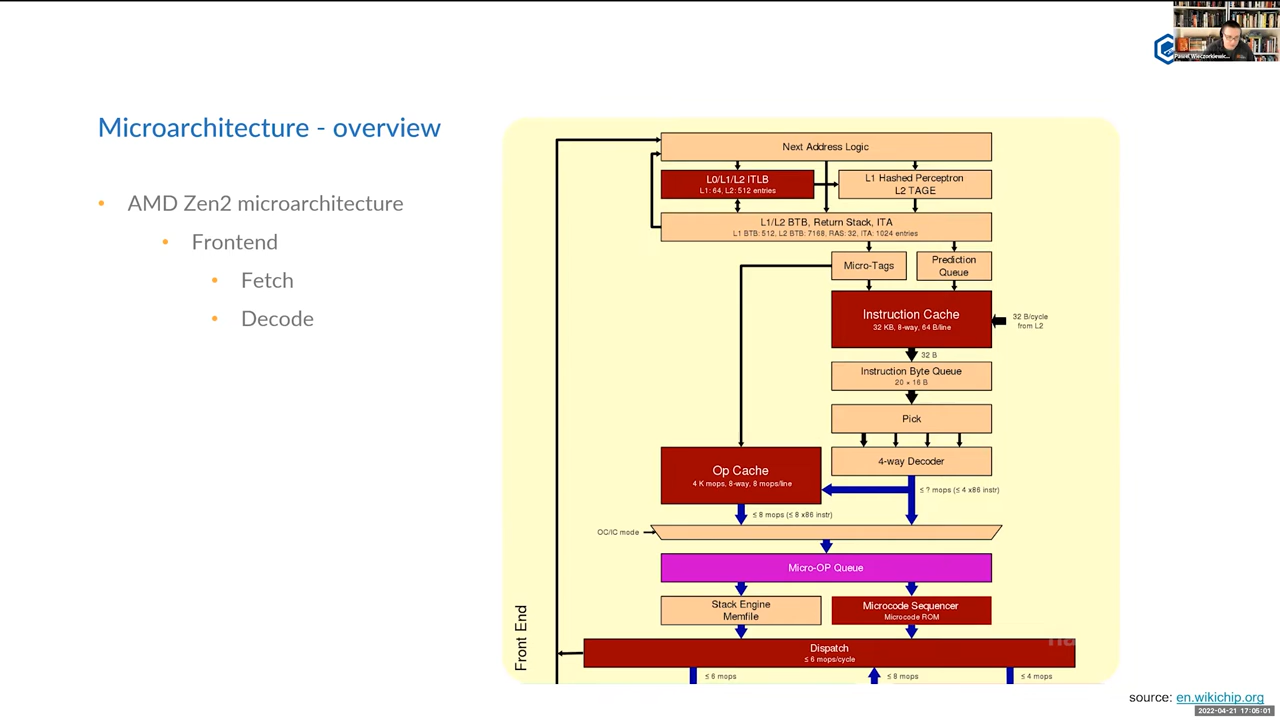 Microarchitecture - overview
AMD Zen2 microarchitecture
Frontend
Fetch
Decode
Next Address Logic
L0/L1/L2 ITLB
L1: 64, L2: 512 entries
L1 Hashed Perceptron
L2 TAGE
L1/L2 BTB, Return Stack, ITA
L1 BTB: 512, L2 BTB: 7168, RAS: 32, ITA: 1024 entries
Micro-Tags
Prediction
Queue
Instruction Cache
32 KB, 8-way, 64 B/line
32 B/cycle
from L2
32 B
Instruction Byte Queue
20 × 16 B
Pick
4-way Decoder
Op Cache
4 K mops, 8-way, 8 mops/line
≤ ? mops (≤ 4 x86 instr)
≤ 8 mops (≤ 8 x86 instr)
OC/IC mode
Micro-OP Queue
Stack Engine
Memfile
Microcode Sequencer
Microcode ROM
Front End
Dispatch
≤ 6 mops/cycle
≤ 6 mops
≤ 8 mops
≤ 4 mops
source: en.wikichip.org
2022-04-21 17:05:01